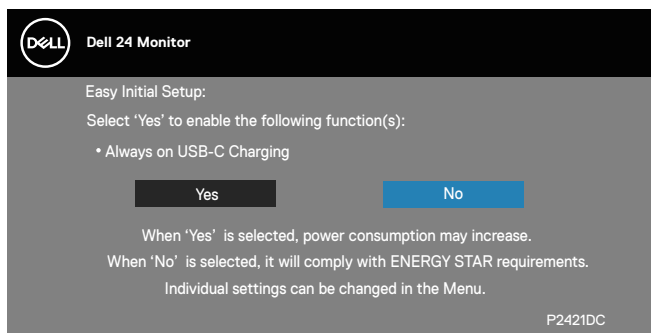 DELL
Dell 24 Monitor
Easy Initial Setup:
Select ‘Yes’ to enable the following function(s):
• Always on USB-C Charging
Yes No
When ‘Yes’ is selected, power consumption may increase.
When ‘No’ is selected, it will comply with ENERGY STAR requirements.
Individual settings can be changed in the Menu.
P2421DC